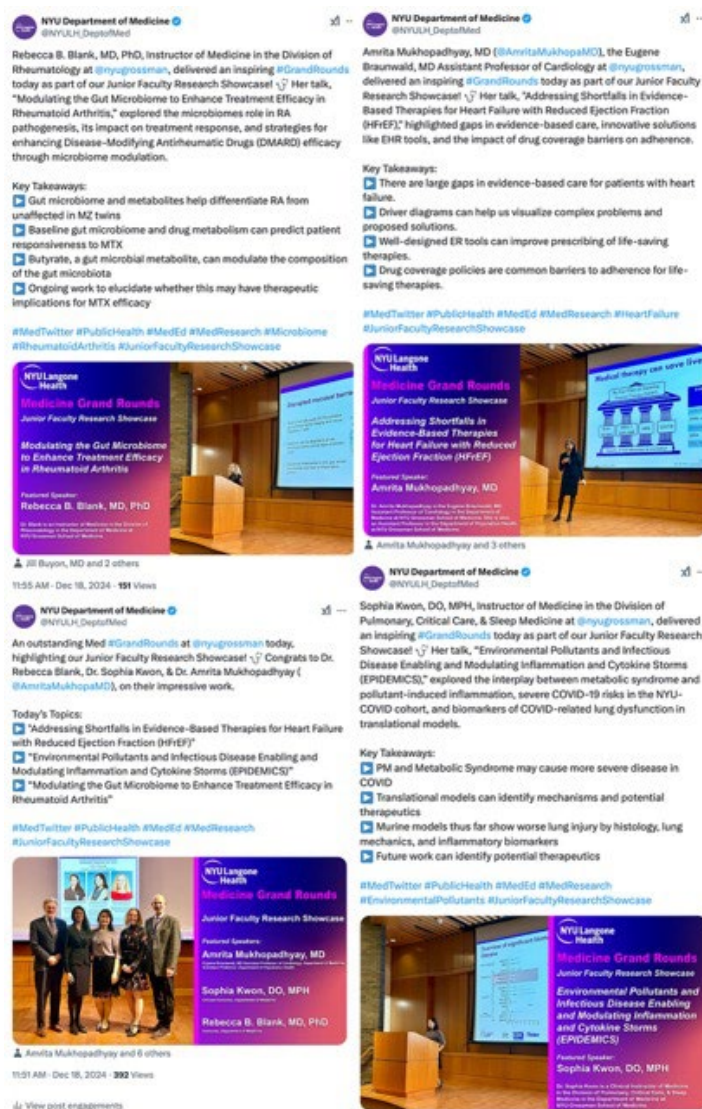 NYU Department of Medicine
@NYULH_DeptofMed
Rebecca B. Blank, MD, PhD, Instructor of Medicine in the Division of
Rheumatology at @nyugrossman, delivered an inspiring #GrandRounds
today as part of our Junior Faculty Research Showcase! Her talk,
"Modulating the Gut Microbiome to Enhance Treatment Efficacy in
Rheumatoid Arthritis," explored the microbiomes role in RA
pathogenesis, its impact on treatment response, and strategies for
enhancing Disease-Modifying Antirheumatic Drugs (DMARD) efficacy
through microbiome modulation.
Key Takeaways:
Gut microbiome and metabolites help differentiate RA from
unaffected in MZ twins
Baseline gut microbiome and drug metabolism can predict patient
responsiveness to MTX
Butyrate, a gut microbial metabolite, can modulate the composition
of the gut microbiota
Ongoing work to elucidate whether this may have therapeutic
implications for MTX efficacy
#MedTwitter #PublicHealth #MedEd #MedResearch #Microbiome
#RheumatoidArthritis #JuniorFacultyResearchShowcase
NYU Langone
Health
Medicine Grand Rounds
Junior Faculty Research Showcase
Modulating the Gut Microbiome
to Enhance Treatment Efficacy
in Rheumatoid Arthritis
Featured Speaker:
Rebecca B. Blank, MD, PhD
Dr. Blank is an Instructor of Medicine in the Division of
Rheumatology in the Department of Medicine
at NYU Grossman School of Medicine.
Jill Buyon, MD and 2 others
11:55 AM · Dec 18, 2024 · 151 Views
NYU Department of Medicine
@NYULH_DeptofMed
An outstanding Med #GrandRounds at @nyugrossman today,
highlighting our Junior Faculty Research Showcase! Congrats to Dr.
Rebecca Blank, Dr. Sophia Kwon, & Dr. Amrita Mukhopadhyay (
@AmritaMukhopaMD), on their impressive work.
Today's Topics:
"Addressing Shortfalls in Evidence-Based Therapies for Heart Failure
with Reduced Ejection Fraction (HFrEF)"
"Environmental Pollutants and Infectious Disease Enabling and
Modulating Inflammation and Cytokine Storms (EPIDEMICS)"
"Modulating the Gut Microbiome to Enhance Treatment Efficacy in
Rheumatoid Arthritis"
#MedTwitter #PublicHealth #MedEd #MedResearch
#JuniorFacultyResearchShowcase
NYU Langone
Health
Medicine Grand Rounds
Junior Faculty Research Showcase
Featured Speakers:
Amrita Mukhopadhyay, MD
Sophia Kwon, DO, MPH
Rebecca B. Blank, MD, PhD
Amrita Mukhopadhyay and 6 others
11:51 AM · Dec 18, 2024 · 392 Views
View post engagements
NYU Department of Medicine
@NYULH_DeptofMed
Amrita Mukhopadhyay, MD (@AmritaMukhopaMD), the Eugene
Braunwald, MD Assistant Professor of Cardiology at @nyugrossman,
delivered an inspiring #GrandRounds today as part of our Junior Faculty
Research Showcase! Her talk, "Addressing Shortfalls in Evidence-
Based Therapies for Heart Failure with Reduced Ejection Fraction
(HFrEF)," highlighted gaps in evidence-based care, innovative solutions
like EHR tools, and the impact of drug coverage barriers on adherence.
Key Takeaways:
There are large gaps in evidence-based care for patients with heart
failure.
Driver diagrams can help us visualize complex problems and
proposed solutions.
Well-designed ER tools can improve prescribing of life-saving
therapies.
Drug coverage policies are common barriers to adherence for life-
saving therapies.
#MedTwitter #PublicHealth #MedEd #MedResearch #HeartFailure
#JuniorFacultyResearchShowcase
NYU Langone
Health
Medicine Grand Rounds
Junior Faculty Research Showcase
Addressing Shortfalls in
Evidence-Based Therapies
for Heart Failure with Reduced
Ejection Fraction (HFrEF)
Featured Speaker:
Amrita Mukhopadhyay, MD
Medical therapy can save live
Amrita Mukhopadhyay and 3 others
NYU Department of Medicine
@NYULH_DeptofMed
Sophia Kwon, DO, MPH, Instructor of Medicine in the Division of
Pulmonary, Critical Care, & Sleep Medicine at @nyugrossman, delivered
an inspiring #GrandRounds today as part of our Junior Faculty Research
Showcase! Her talk, "Environmental Pollutants and Infectious
Disease Enabling and Modulating Inflammation and Cytokine Storms
(EPIDEMICS)," explored the interplay between metabolic syndrome and
pollutant-induced inflammation, severe COVID-19 risks in the NYU-
COVID cohort, and biomarkers of COVID-related lung dysfunction in
translational models.
Key Takeaways:
PM and Metabolic Syndrome may cause more severe disease in
COVID
Translational models can identify mechanisms and potential
therapeutics
Murine models thus far show worse lung injury by histology, lung
mechanics, and inflammatory biomarkers
Future work can identify potential therapeutics
#MedTwitter #PublicHealth #MedEd #MedResearch
#EnvironmentalPollutants #JuniorFacultyResearchShowcase
NYU Langone
Health
Medicine Grand Rounds
Junior Faculty Research Showcase
Environmental Pollutants and
Infectious Disease Enabling
and Modulating Inflammation
and Cytokine Storms
(EPIDEMICS)
Featured Speaker:
Sophia Kwon, DO, MPH